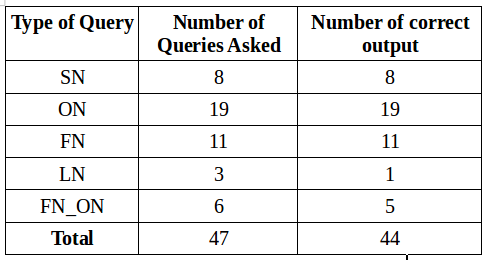 Type of Query Number of Queries Asked Number of correct output
SN 8 8
ON 19 19
FN 11 11
LN 3 1
FN_ON 6 5
Total 47 44